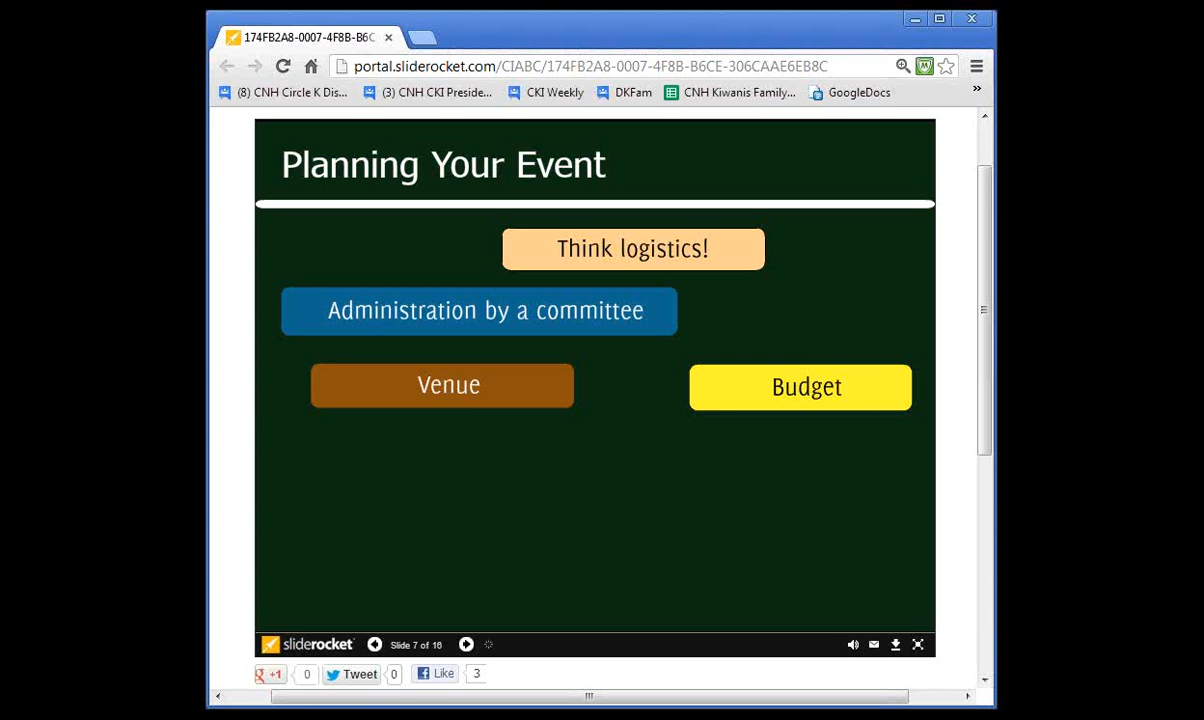 174FB2A8-0007-4F8B-B6C
portal.sliderocket.com/CIABC/174FB2A8-0007-4F8B-B6CE-306CAAE6EB8C
(8) CNH Circle K Dis... (3) CNH CKI Preside... CKI Weekly DKFam CNH Kiwanis Family... GoogleDocs »
Planning Your Event
Think logistics!
Administration by a committee
Venue Budget
sliderocket Slide 7 of 16
g +1 0 Tweet 0 Like 3